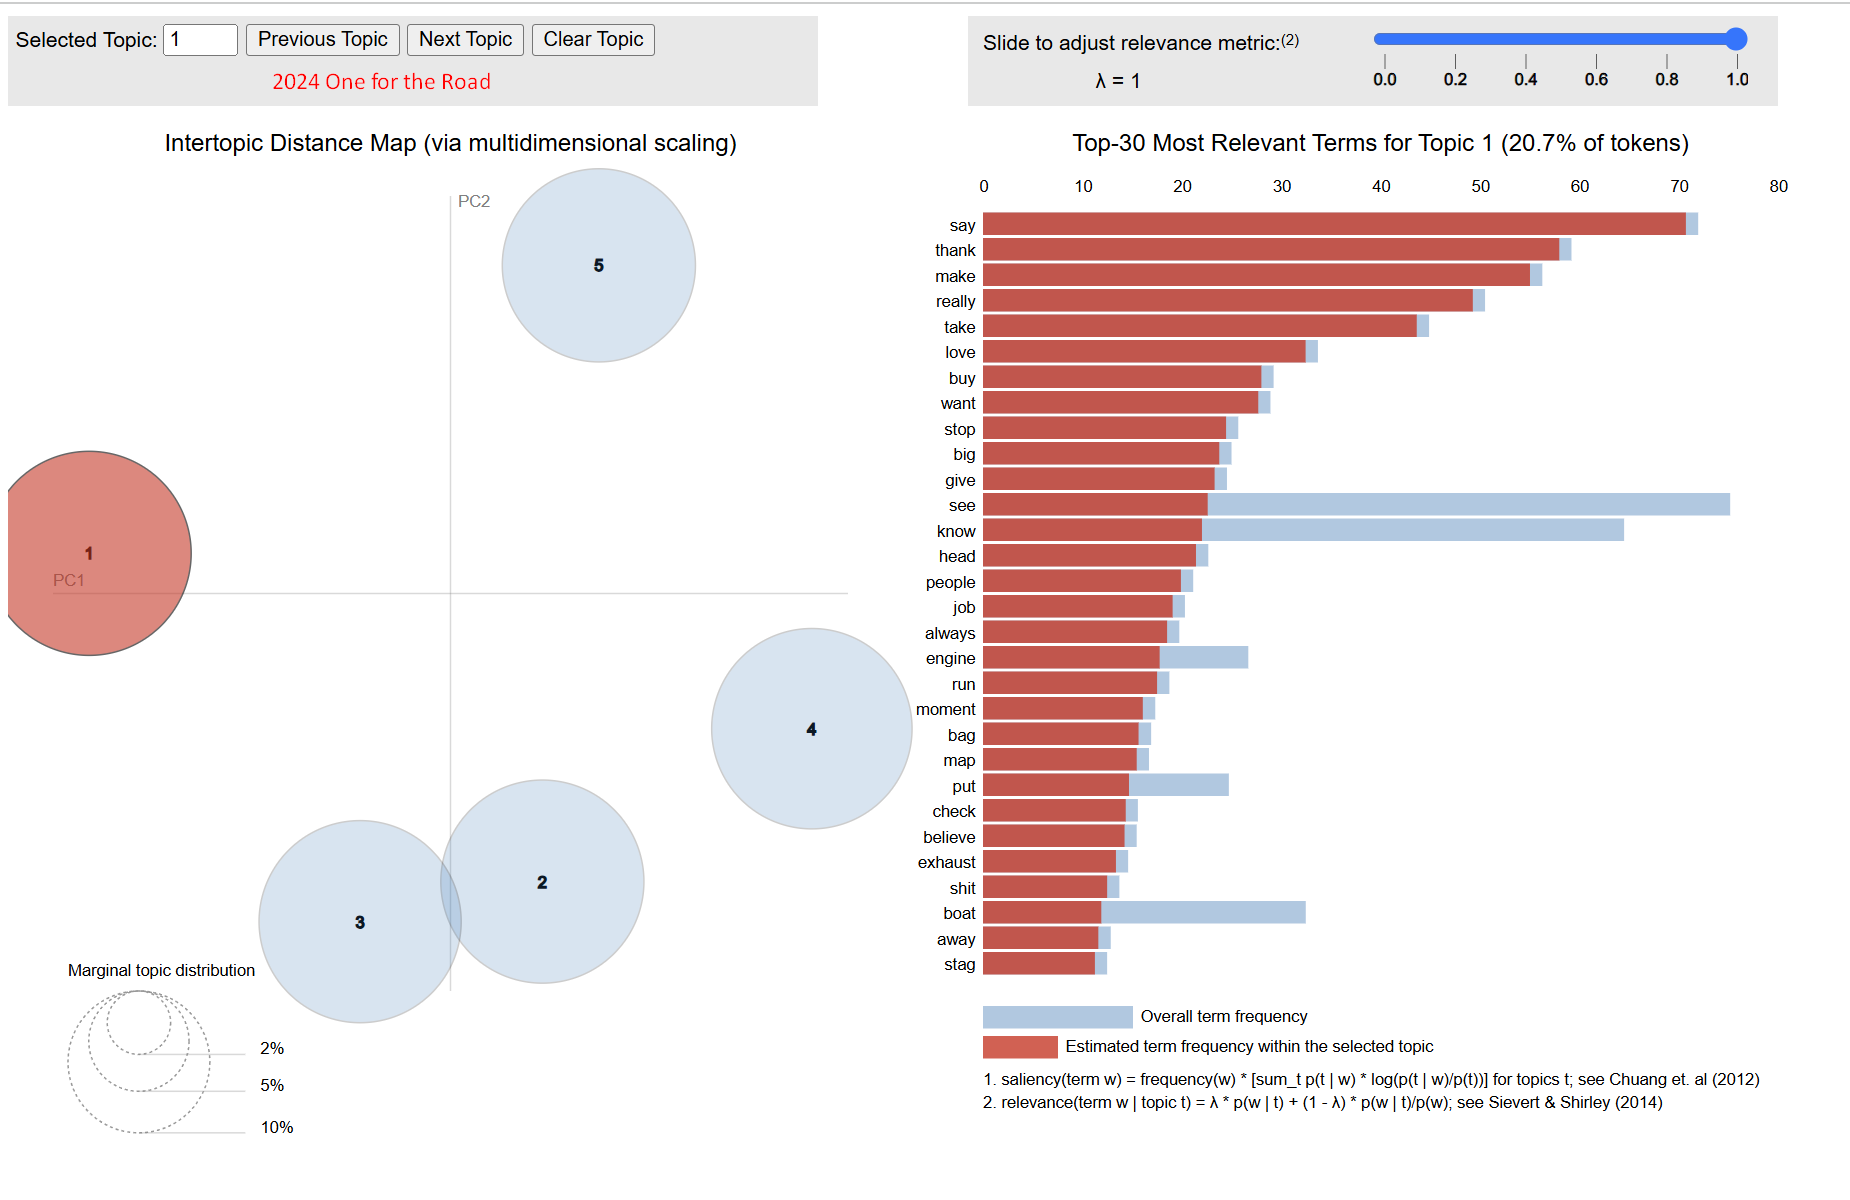 Selected Topic: 1 Previous Topic Next Topic Clear Topic
2024 One for the Road
Slide to adjust relevance metric:(2)
λ = 1
0.0 0.2 0.4 0.6 0.8 1.0
Intertopic Distance Map (via multidimensional scaling)
PC2
5
1
PC1
4
2
3
Marginal topic distribution
2%
5%
10%
Top-30 Most Relevant Terms for Topic 1 (20.7% of tokens)
0 10 20 30 40 50 60 70 80
say
thank
make
really
take
love
buy
want
stop
big
give
see
know
head
people
job
always
engine
run
moment
bag
map
put
check
believe
exhaust
shit
boat
away
stag
Overall term frequency
Estimated term frequency within the selected topic
1. saliency(term w) = frequency(w) * [sum_t p(t | w) * log(p(t | w)/p(t))] for topics t; see Chuang et. al (2012)
2. relevance(term w | topic t) = λ * p(w | t) + (1 - λ) * p(w | t)/p(w); see Sievert & Shirley (2014)